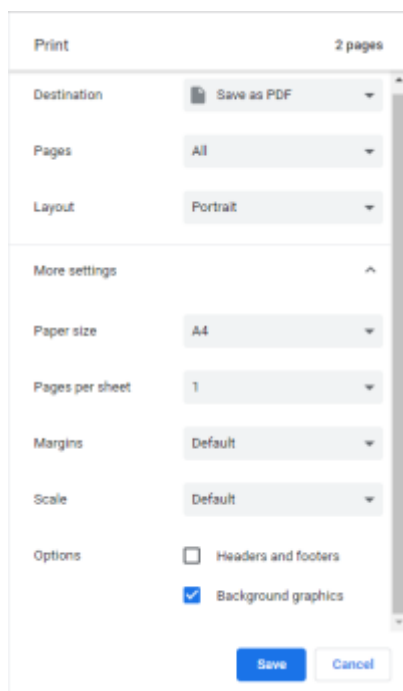 Print 2 pages
Destination Save as PDF
Pages All
Layout Portrait
More settings
Paper size A4
Pages per sheet 1
Margins Default
Scale Default
Options Headers and footers
Background graphics
Save Cancel